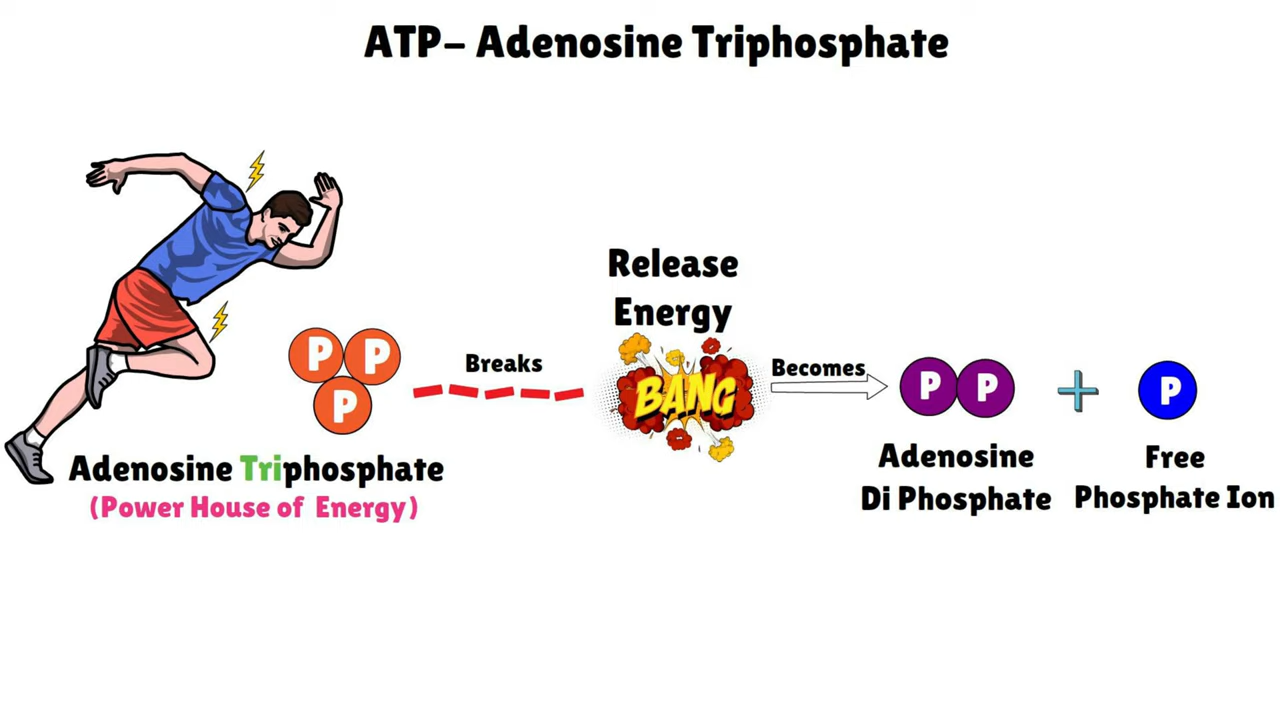 ATP- Adenosine Triphosphate
Release
Energy
P P
P
Breaks
BANG
Becomes
P P
P
Adenosine Triphosphate
(Power House of Energy)
Adenosine
Di Phosphate
Free
Phosphate Ion